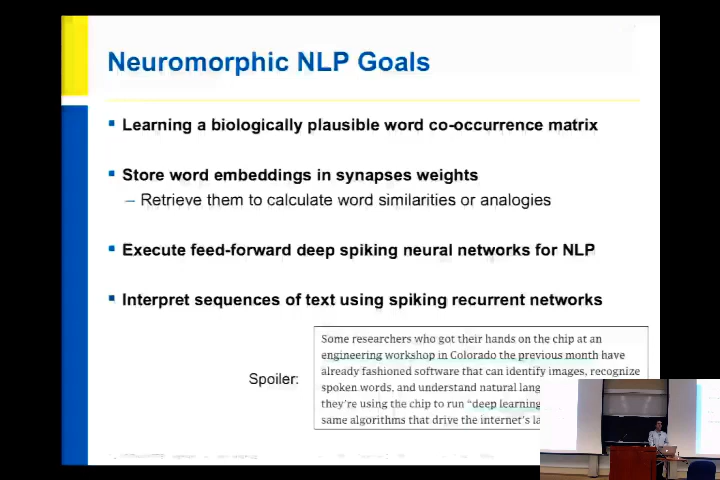 Neuromorphic NLP Goals
Learning a biologically plausible word co-occurrence matrix
Store word embeddings in synapses weights
– Retrieve them to calculate word similarities or analogies
Execute feed-forward deep spiking neural networks for NLP
Interpret sequences of text using spiking recurrent networks
Some researchers who got their hands on the chip at an
engineering workshop in Colorado the previous month have
already fashioned software that can identify images, recognize
Spoiler:
spoken words, and understand natural
they're using the chip to run “deep learning
same algorithms that drive the internet's